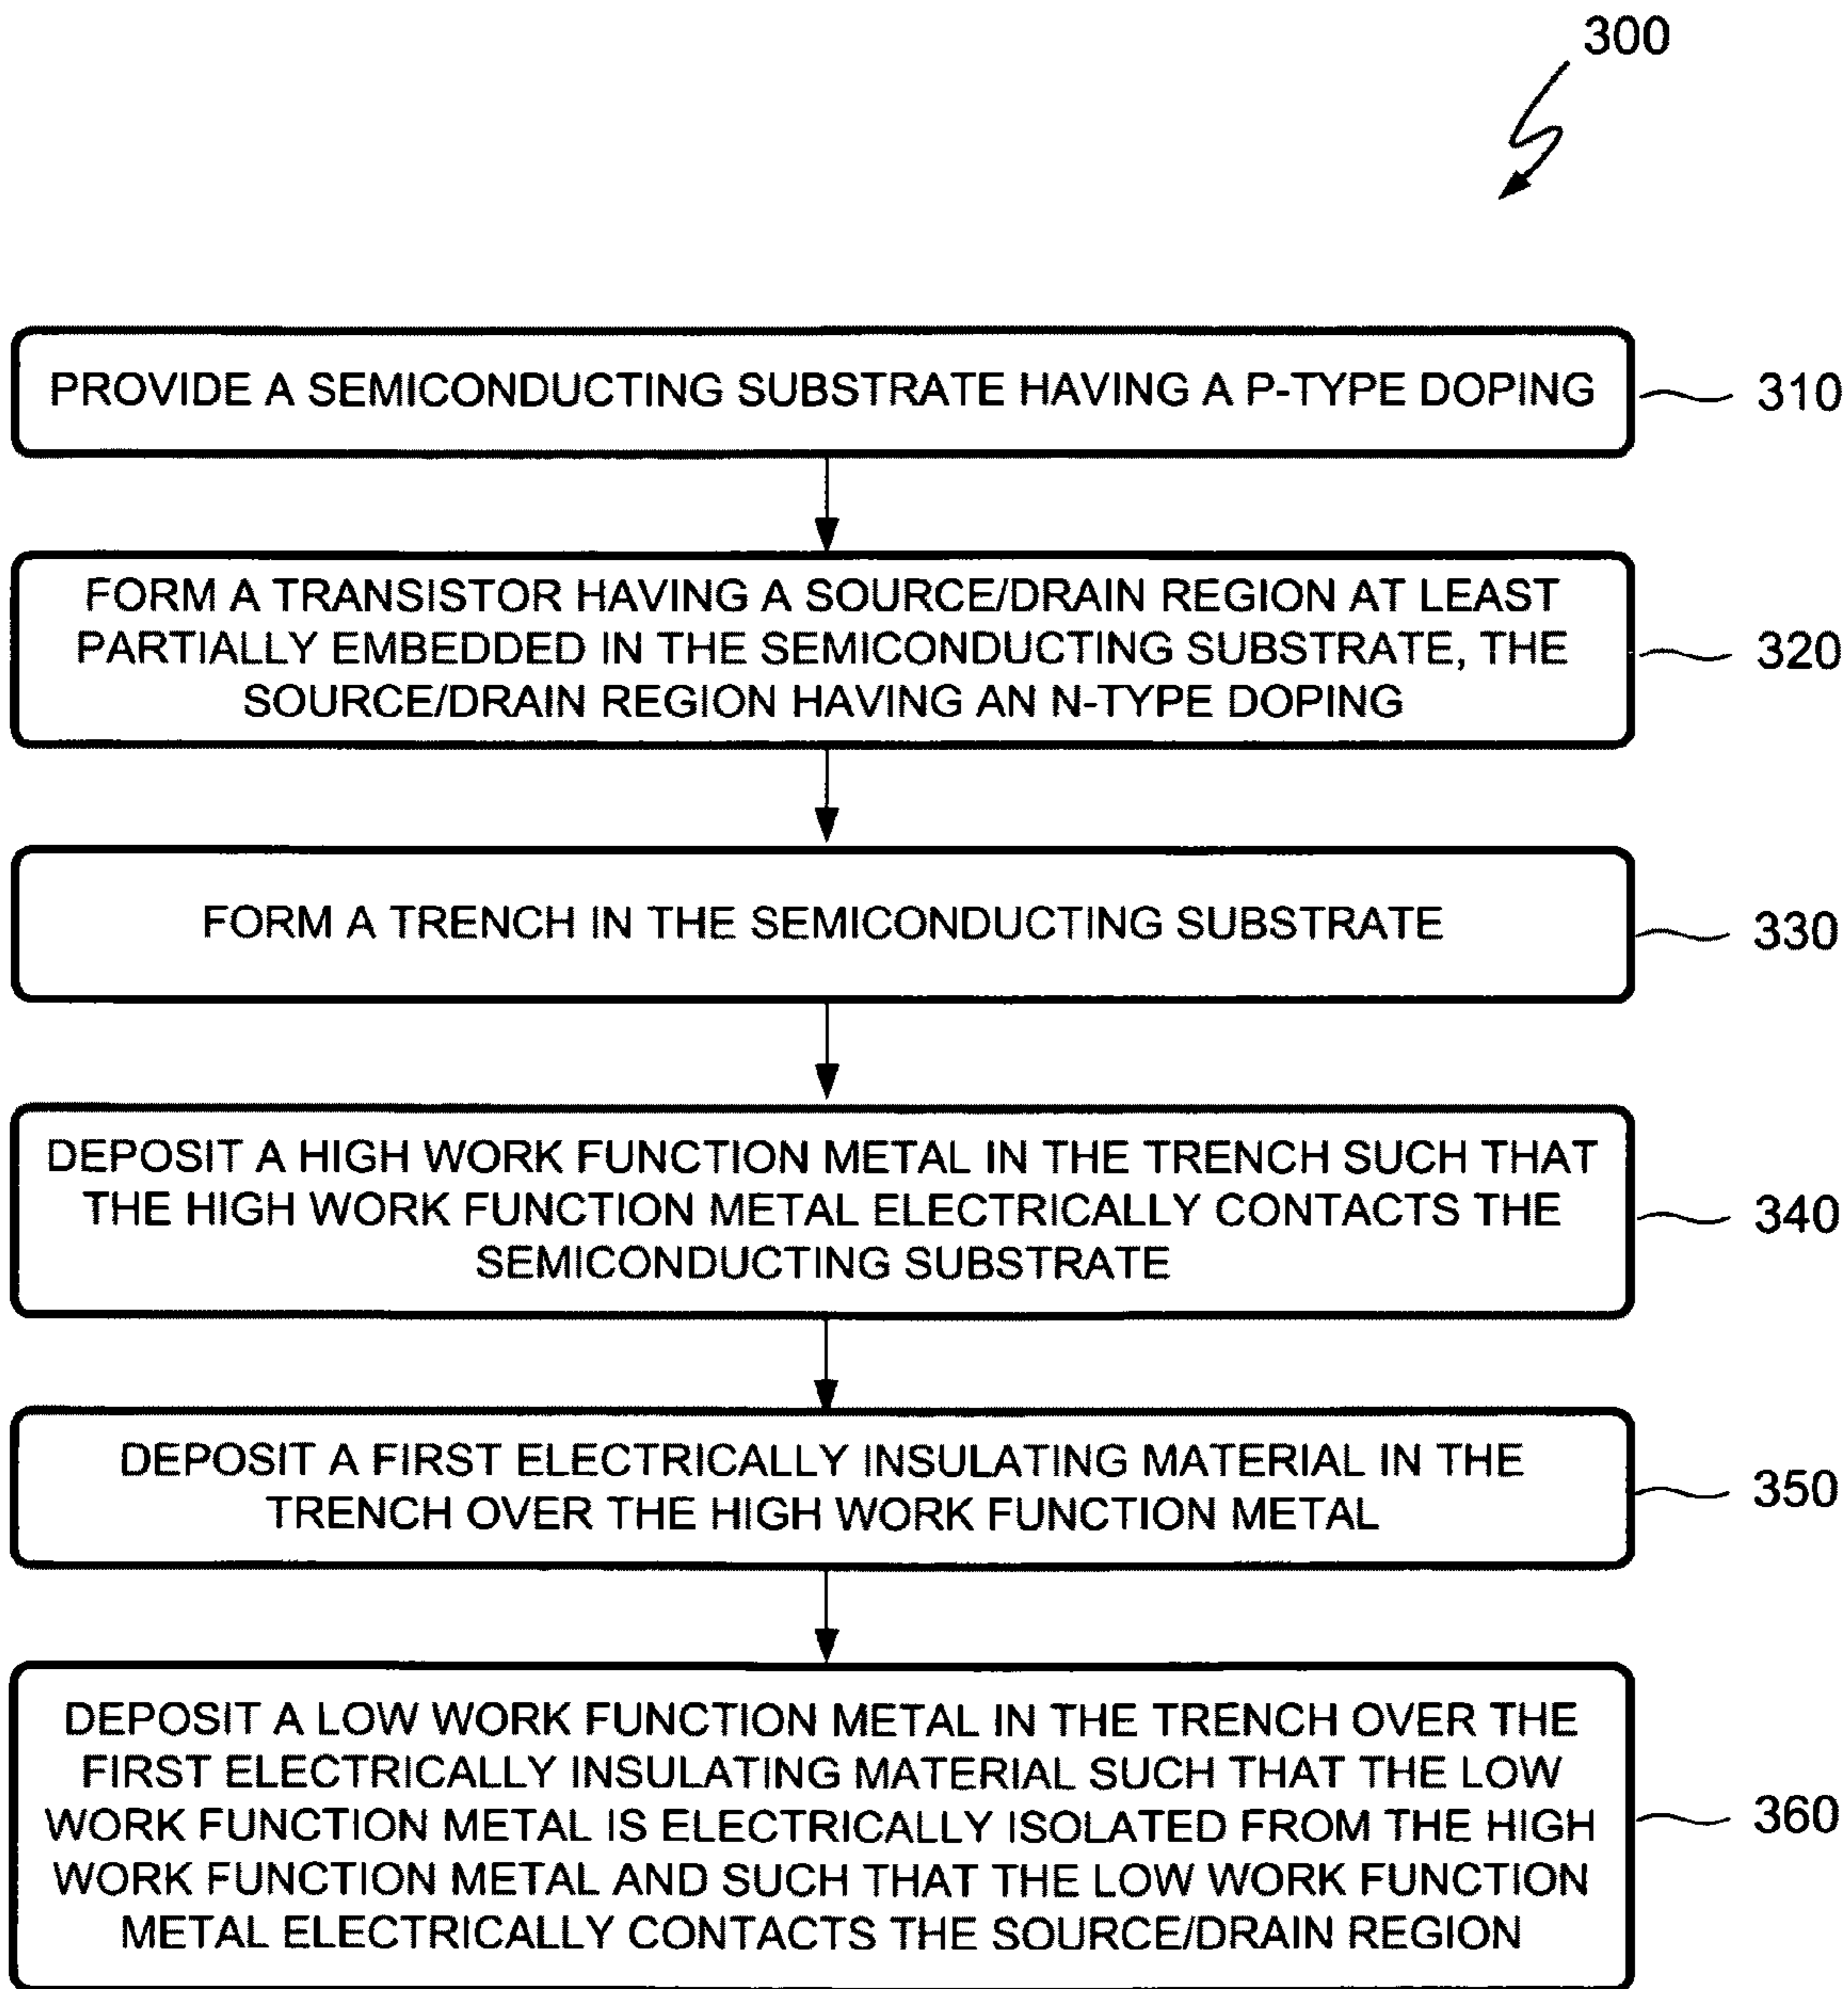 300
PROVIDE A SEMICONDUCTING SUBSTRATE HAVING A P-TYPE DOPING
310
FORM A TRANSISTOR HAVING A SOURCE/DRAIN REGION AT LEAST
PARTIALLY EMBEDDED IN THE SEMICONDUCTING SUBSTRATE, THE
SOURCE/DRAIN REGION HAVING AN N-TYPE DOPING
320
FORM A TRENCH IN THE SEMICONDUCTING SUBSTRATE
330
DEPOSIT A HIGH WORK FUNCTION METAL IN THE TRENCH SUCH THAT
THE HIGH WORK FUNCTION METAL ELECTRICALLY CONTACTS THE
SEMICONDUCTING SUBSTRATE
340
DEPOSIT A FIRST ELECTRICALLY INSULATING MATERIAL IN THE
TRENCH OVER THE HIGH WORK FUNCTION METAL
350
DEPOSIT A LOW WORK FUNCTION METAL IN THE TRENCH OVER THE
FIRST ELECTRICALLY INSULATING MATERIAL SUCH THAT THE LOW
WORK FUNCTION METAL IS ELECTRICALLY ISOLATED FROM THE HIGH
WORK FUNCTION METAL AND SUCH THAT THE LOW WORK FUNCTION
METAL ELECTRICALLY CONTACTS THE SOURCE/DRAIN REGION
360